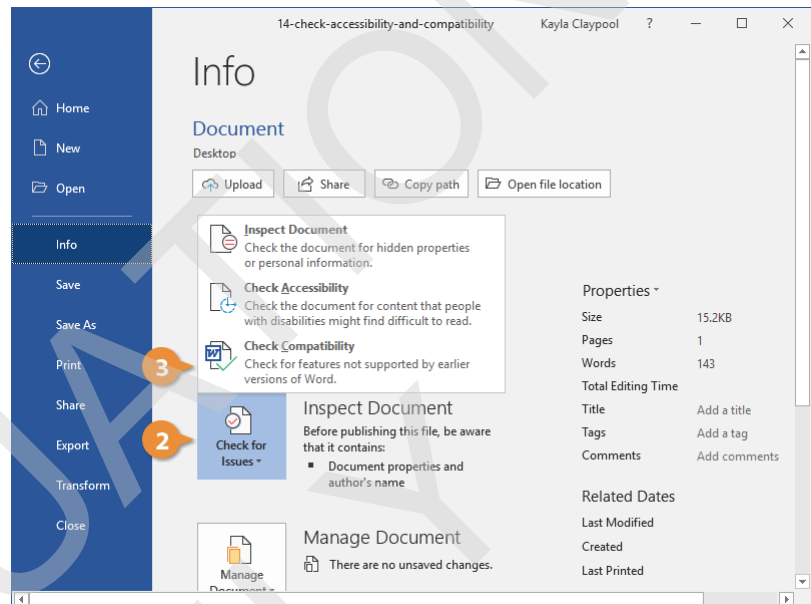 14-check-accessibility-and-compatibility Kayla Claypool ?
Info
Home
New
Open
Info
Save
Save As
Print
Share
Export
Transform
Close
Document
Desktop
Upload Share Copy path Open file location
Inspect Document
Check the document for hidden properties
or personal information.
Check Accessibility
Check the document for content that people
with disabilities might find difficult to read.
3
Check Compatibility
Check for features not supported by earlier
versions of Word.
2
Check for
Issues
Inspect Document
Before publishing this file, be aware
that it contains:
Document properties and
author's name
Manage
Document
Manage Document
There are no unsaved changes.
Properties
Size 15.2KB
Pages 1
Words 143
Total Editing Time
Title Add a title
Tags Add a tag
Comments Add comments
Related Dates
Last Modified
Created
Last Printed